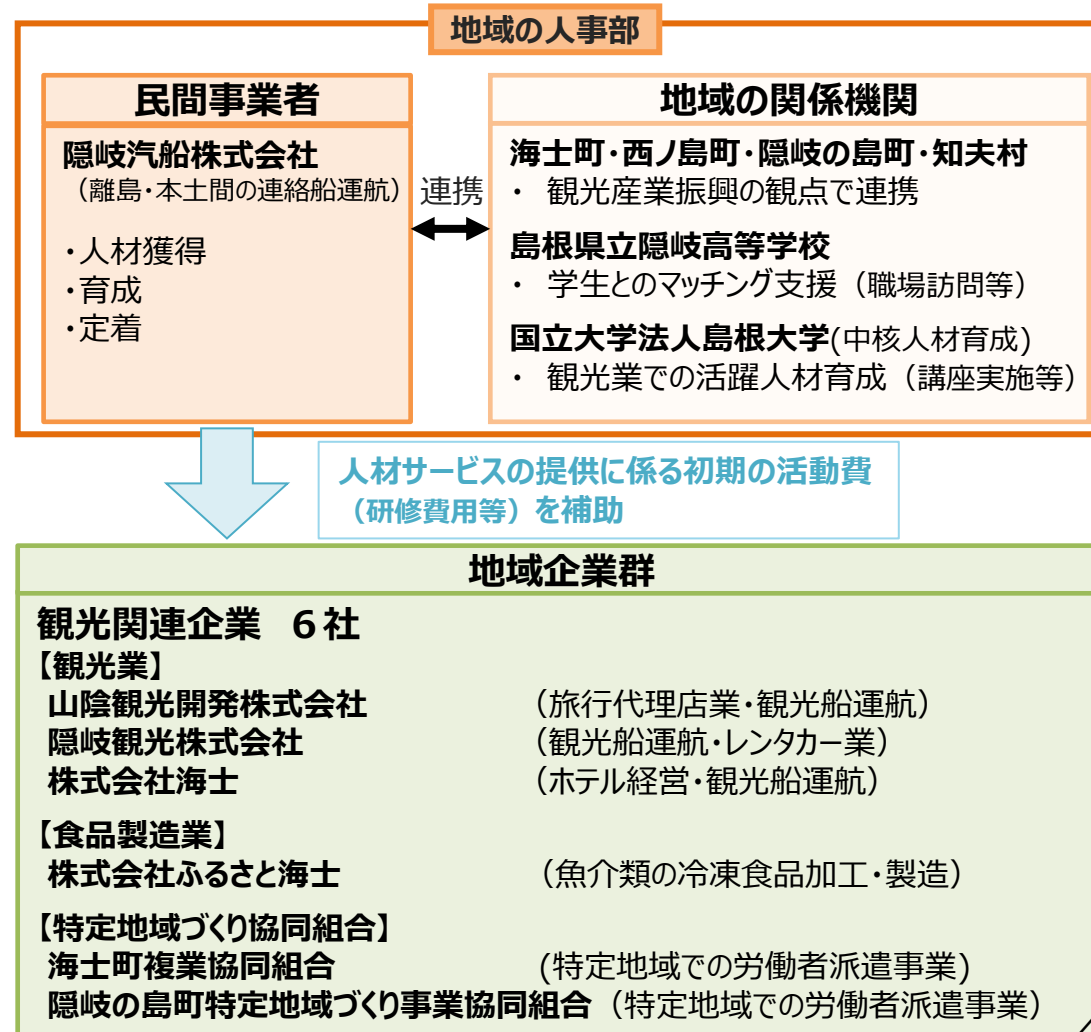 地域の人事部
民間事業者
隠岐汽船株式会社
（離島・本土間の連絡船運航）
・人材獲得
・育成
・定着
連携
地域の関係機関
海士町・西ノ島町・隠岐の島町・知夫村
・ 観光産業振興の観点で連携
島根県立隠岐高等学校
・ 学生とのマッチング支援（職場訪問等）
国立大学法人島根大学(中核人材育成)
・ 観光業での活躍人材育成（講座実施等）
人材サービスの提供に係る初期の活動費
（研修費用等）を補助
地域企業群
観光関連企業 ６社
【観光業】
山陰観光開発株式会社 （旅行代理店業・観光船運航）
隠岐観光株式会社 （観光船運航・レンタカー業）
株式会社海士 （ホテル経営・観光船運航）
【食品製造業】
株式会社ふるさと海士 （魚介類の冷凍食品加工・製造）
【特定地域づくり協同組合】
海士町複業協同組合 (特定地域での労働者派遣事業)
隠岐の島町特定地域づくり事業協同組合（特定地域での労働者派遣事業）